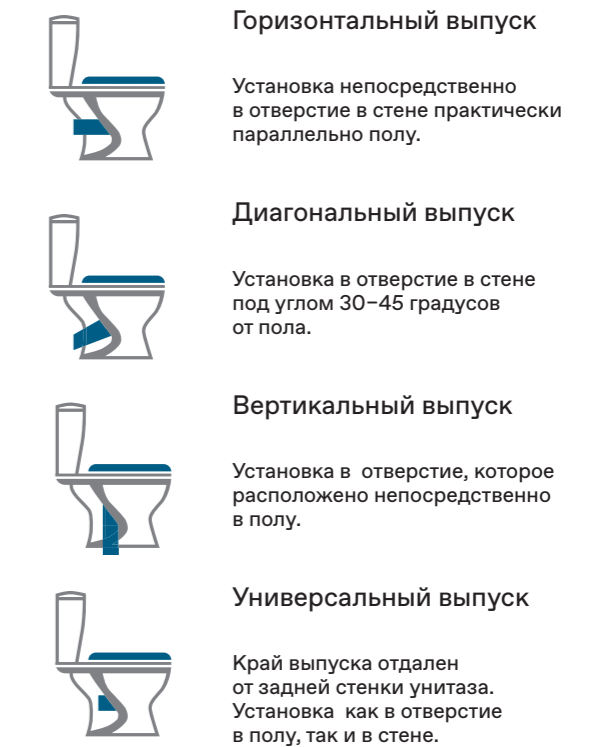 Горизонтальный выпуск
Установка непосредственно
в отверстие в стене практически
параллельно полу.
Диагональный выпуск
Установка в отверстие в стене
под углом 30–45 градусов
от пола.
Вертикальный выпуск
Установка в  отверстие, которое
расположено непосредственно
в полу.
Универсальный выпуск
Край выпуска отдален
от задней стенки унитаза.
Установка  как в отверстие
в полу, так и в стене.